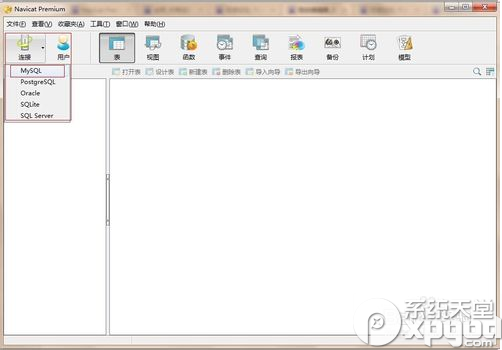 Navicat Premium
文件(F) 查看(V) 收藏夹(A) 工具(T) 窗口(W) 帮助(H)
连接 用户 表 视图 函数 事件 查询 报表 备份 计划 模型
打开表 设计表 新建表 删除表 导入向导 导出向导
MySQL
PostgreSQL
Oracle
SQLite
SQL Server
系统天堂